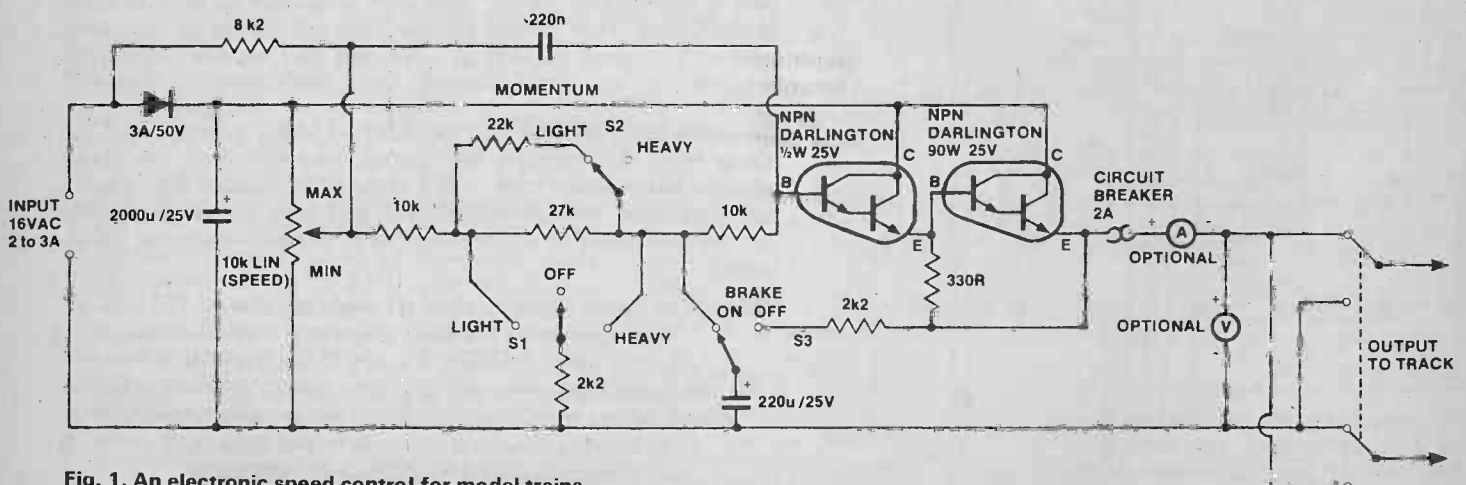 8k2
220n
3A/50V
MOMENTUM
LIGHT
S2
22k
HEAVY
NPN
DARLINGTON
½W 25V
NPN
DARLINGTON
90W 25V
C
C
B
B
E
E
CIRCUIT
BREAKER
2A
+
-
A
OPTIONAL
INPUT
16VAC
2 to 3A
+
2000u/25V
MAX
10k LIN
(SPEED)
MIN
10k
27k
10k
OFF
LIGHT
S1
HEAVY
BRAKE
ON OFF
S3
2k2
330R
2k2
+
220u/25V
OPTIONAL
+
V
-
OUTPUT
TO TRACK
Fig. 1. An electronic speed control for model trains